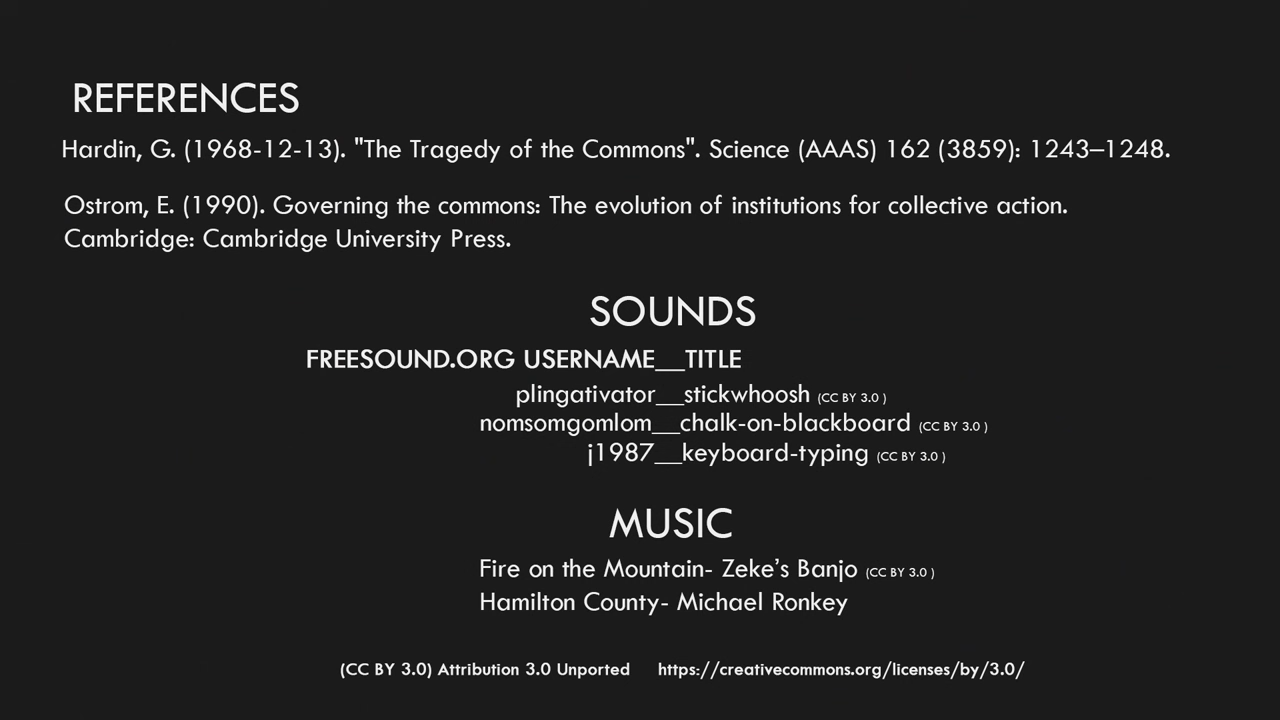 REFERENCES
Hardin, G. (1968-12-13). "The Tragedy of the Commons". Science (AAAS) 162 (3859): 1243–1248.
Ostrom, E. (1990). Governing the commons: The evolution of institutions for collective action.
Cambridge: Cambridge University Press.
SOUNDS
FREESOUND.ORG USERNAME__TITLE
plingativator__stickwhoosh (CC BY 3.0 )
nomsomgomlom__chalk-on-blackboard (CC BY 3.0 )
j1987__keyboard-typing (CC BY 3.0 )
MUSIC
Fire on the Mountain- Zeke’s Banjo (CC BY 3.0 )
Hamilton County- Michael Ronkey
(CC BY 3.0) Attribution 3.0 Unported https://creativecommons.org/licenses/by/3.0/